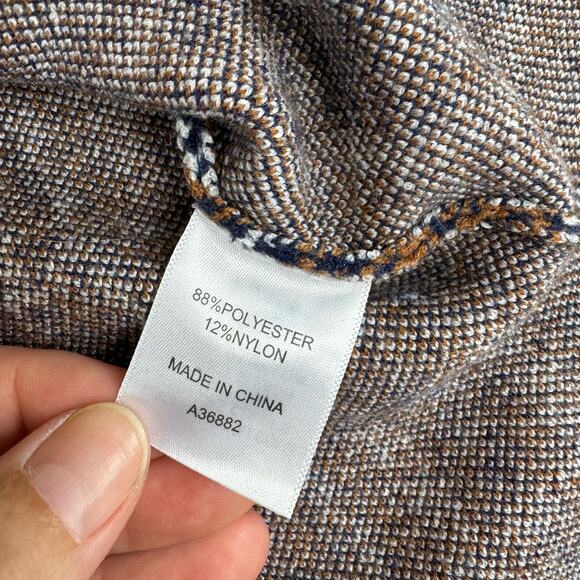 88%POLYESTER
12%NYLON
MADE IN CHINA
A36882